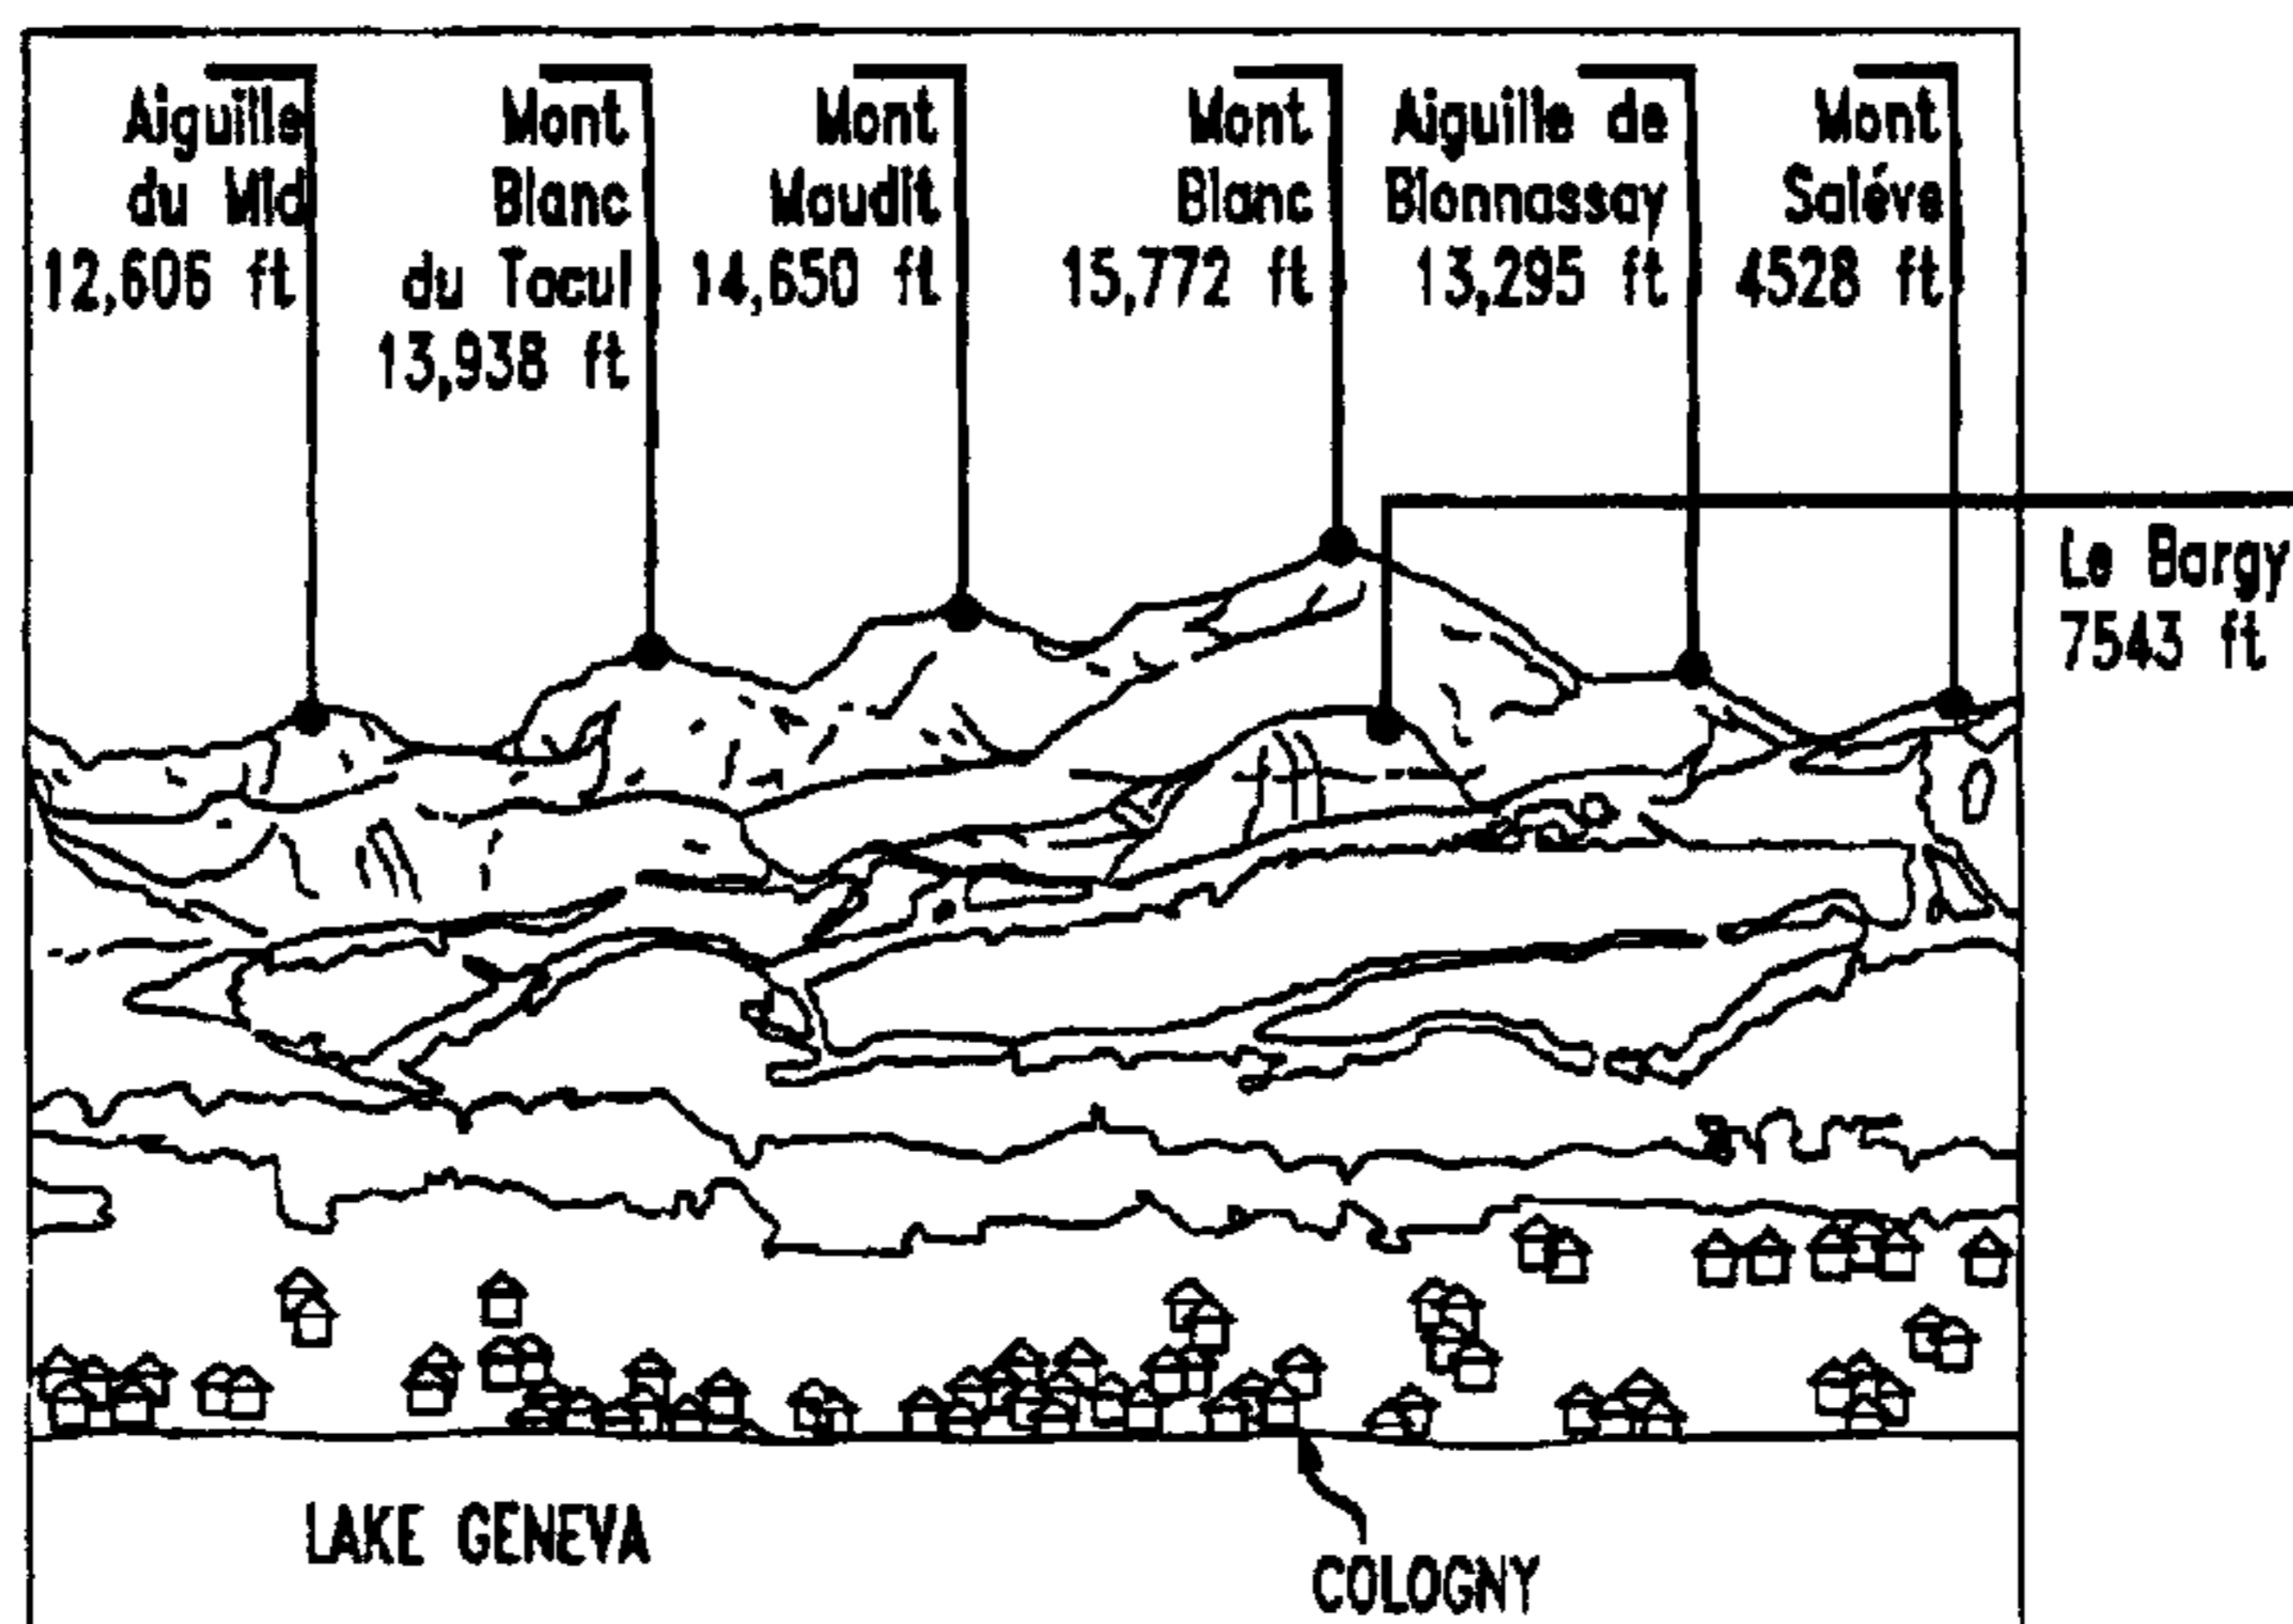 Aiguille
du Mid
12,606 ft
Mont
Blanc
du Tacul
13,938 ft
Mont
Maudit
14,650 ft
Mont
Blanc
15,772 ft
Aiguille de
Bionnassay
13,295 ft
Mont
Saléve
4528 ft
Le Bargy
7543 ft
LAKE GENEVA
COLOGNY